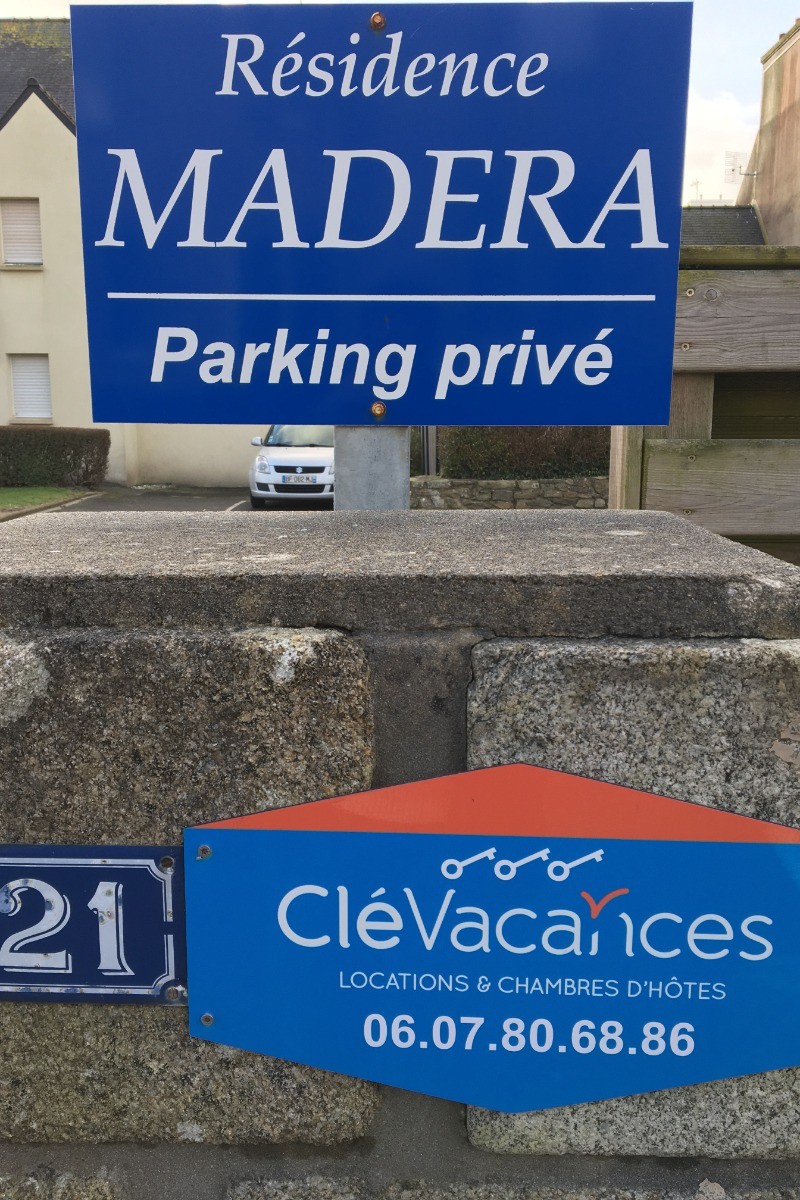 Résidence
MADERA
Parking privé
21
CléVacances
LOCATIONS & CHAMBRES D'HÔTES
06.07.80.68.86